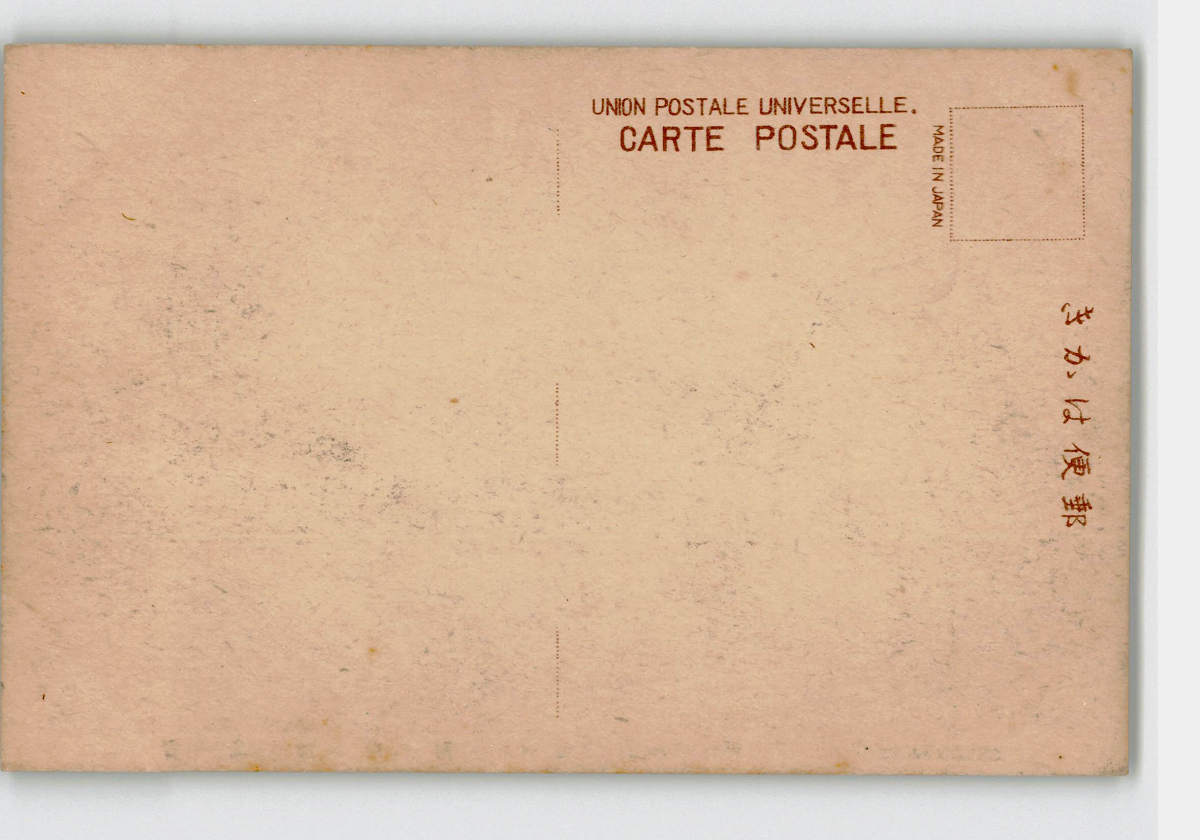 UNION POSTALE UNIVERSELLE.
CARTE POSTALE
MADE IN JAPAN
きかは便郵